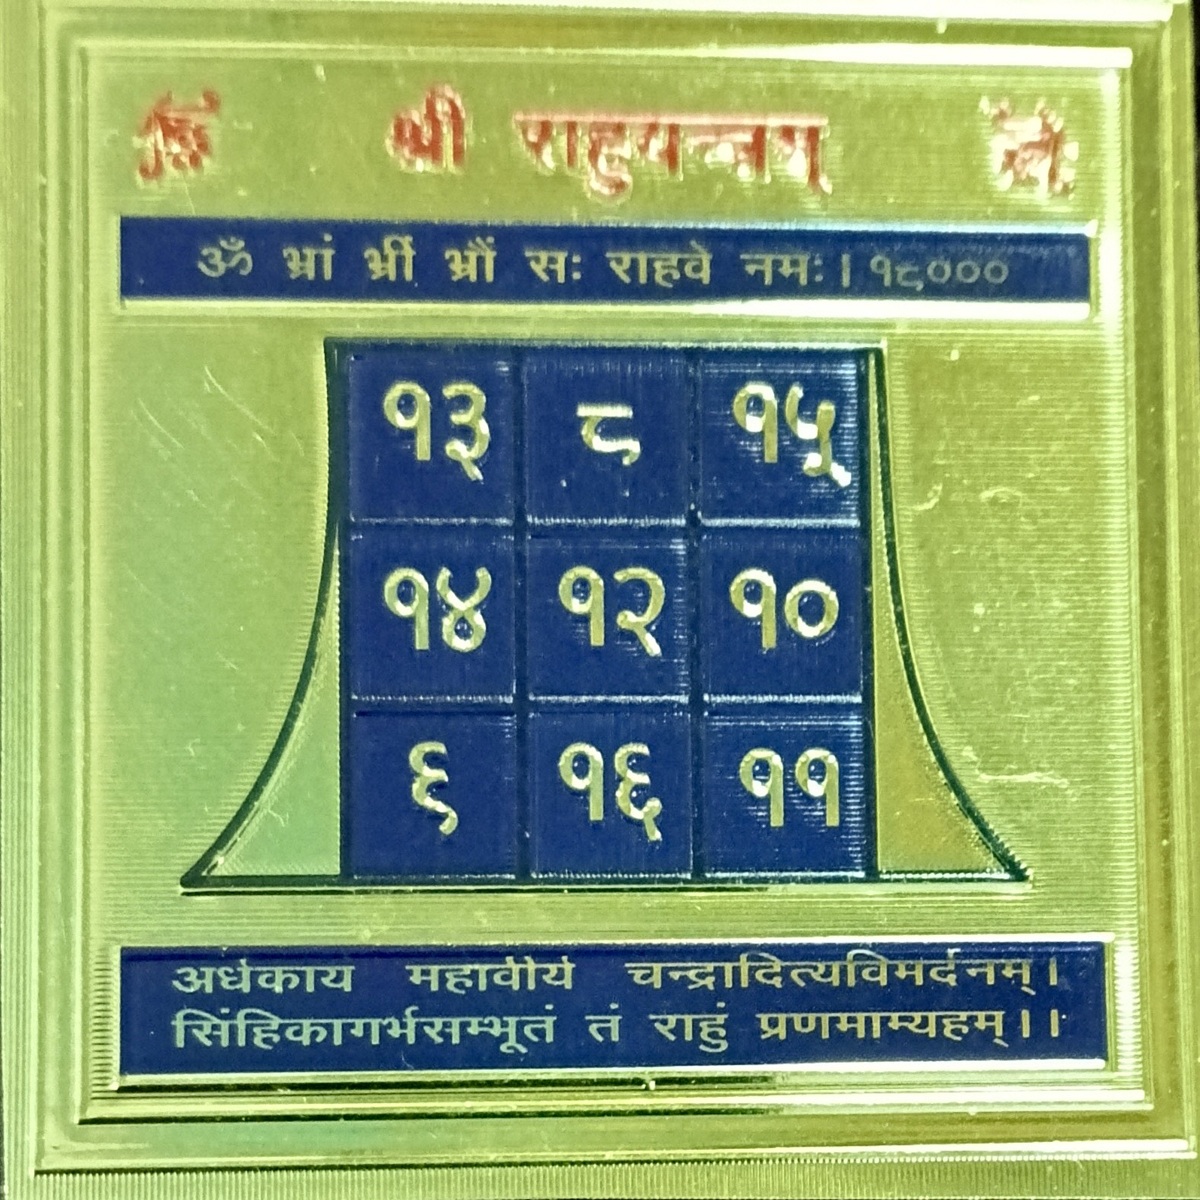 श्री राहुयन्त्रम्
ॐ भ्रां भ्रीं भ्रौं सः राहवे नमः । १८०००
१३ ८ १५
१४ १२ १०
६ १६ ११
अर्धकाय महावीर्य चन्द्रादित्यविमर्दनम् ।
सिंहिकागर्भसम्भूतं तं राहुं प्रणमाम्यहम् ।।